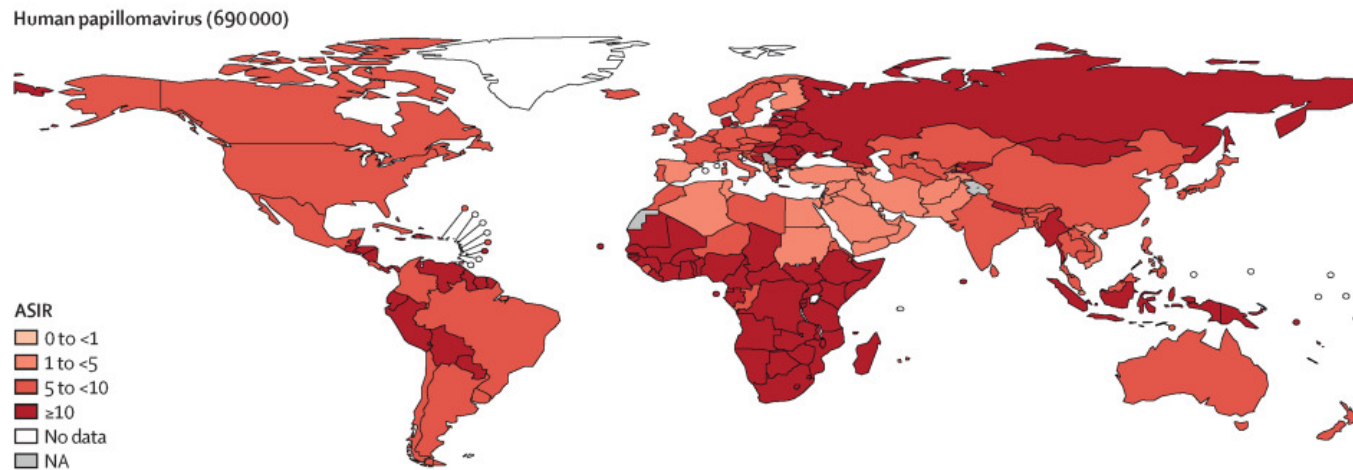 Human papillomavirus (690 000)
ASIR
0 to <1
1 to <5
5 to <10
≥10
No data
NA